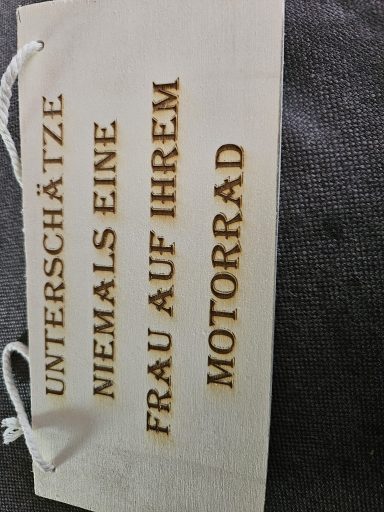 UNTERSCHÄTZE
NIEMALS EINE
FRAU AUF IHREM
MOTORRAD